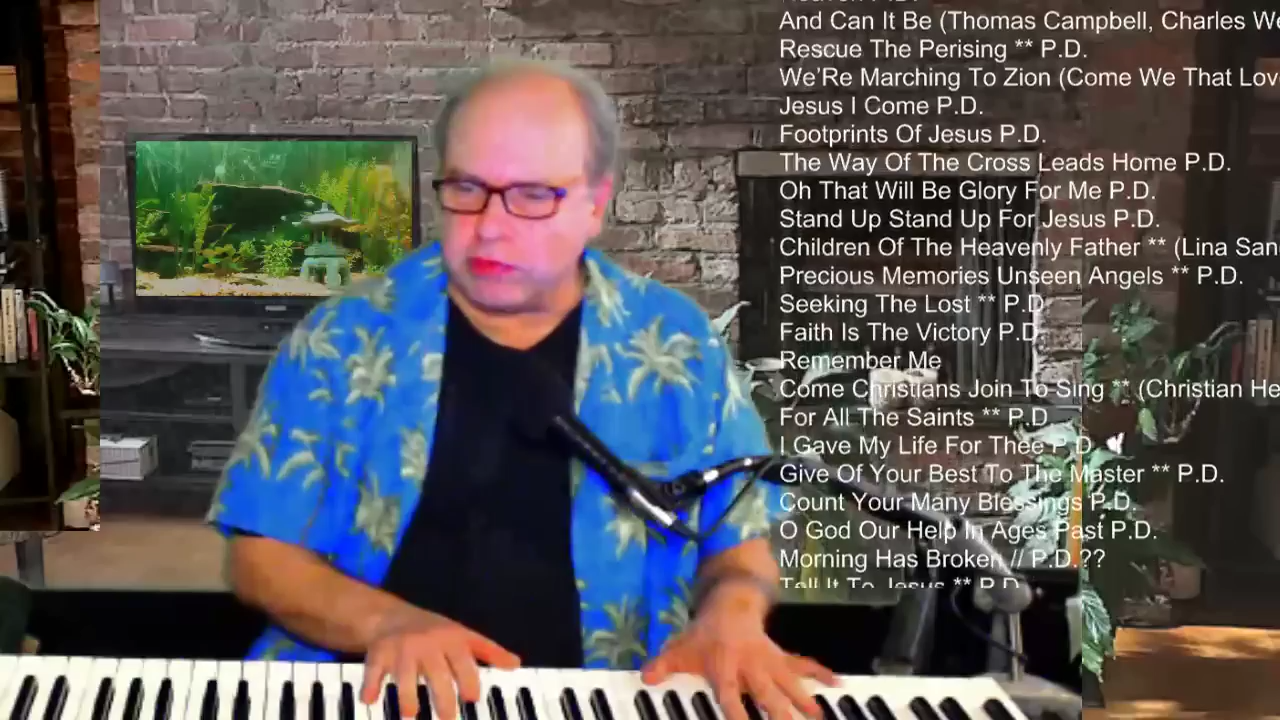 And Can It Be (Thomas Campbell, Charles We
Rescue The Perising ** P.D.
We'Re Marching To Zion (Come We That Lov
Jesus I Come P.D.
Footprints Of Jesus P.D.
The Way Of The Cross Leads Home P.D.
Oh That Will Be Glory For Me P.D.
Stand Up Stand Up For Jesus P.D.
Children Of The Heavenly Father ** (Lina San
Precious Memories Unseen Angels ** P.D.
Seeking The Lost ** P.D
Faith Is The Victory P.D.
Remember Me
Come Christians Join To Sing ** (Christian He
For All The Saints ** P.D.
I Gave My Life For Thee P.D.
Give Of Your Best To The Master ** P.D.
Count Your Many Blessings P.D.
O God Our Help In Ages Past P.D.
Morning Has Broken // P.D.??
Tell It To Jesus ** P.D.